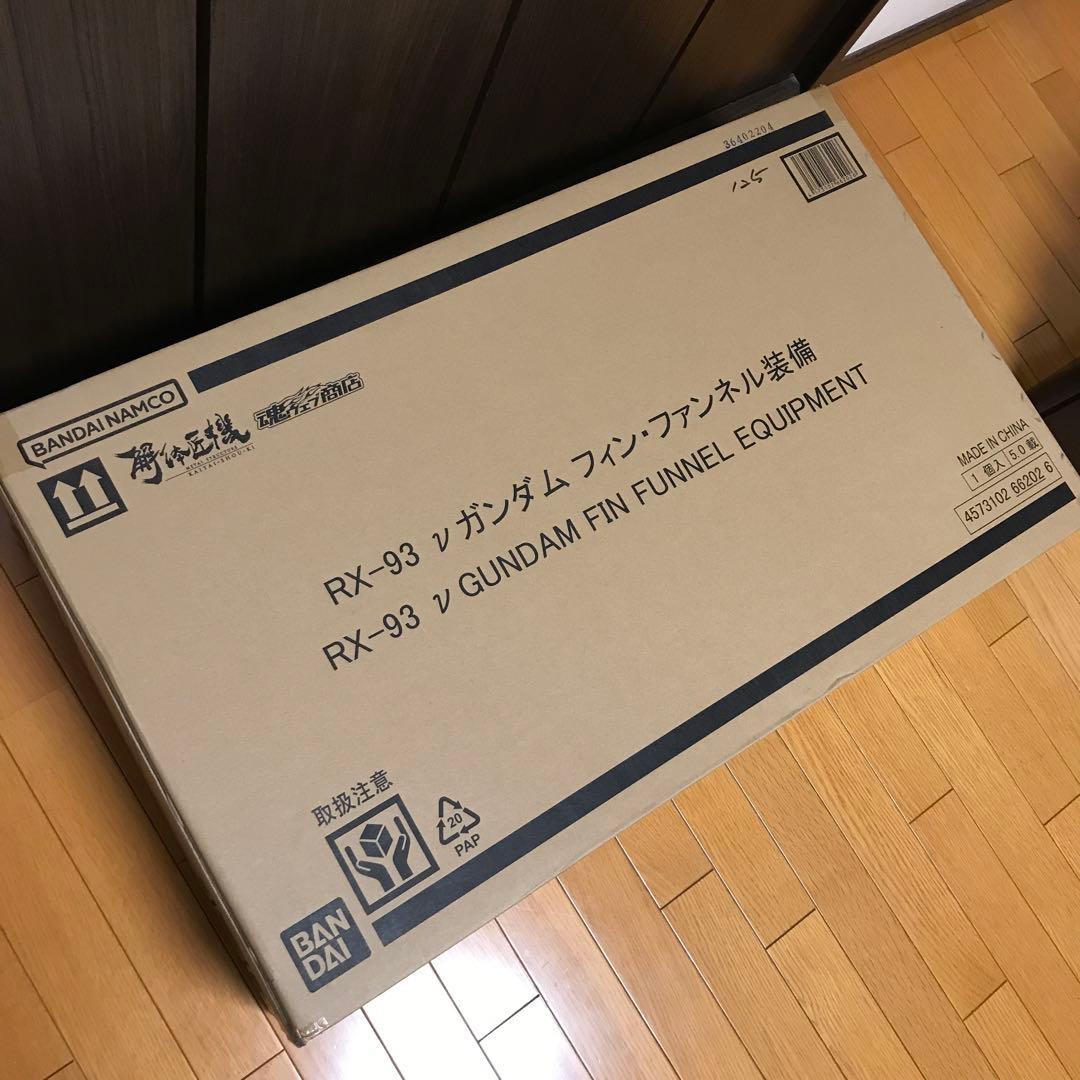 36402204
125
BANDAI NAMCO
解体匠機
METAL STRUCTURE
KAITAI-SHOU-KI
魂ウェブ商店
RX-93 νガンダム フィン・ファンネル装備
RX-93 ν GUNDAM FIN FUNNEL EQUIPMENT
MADE IN CHINA
1 個入 5.0 載
4573102 66202 6
取扱注意
20
PAP
BAN
DAI